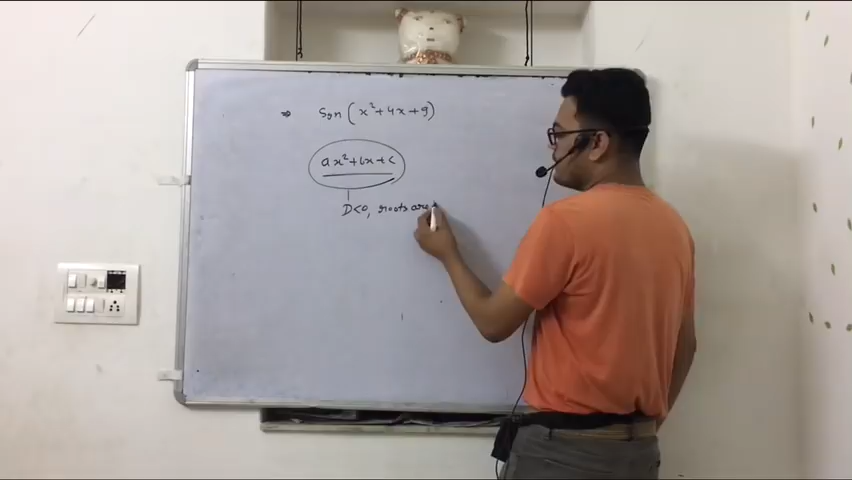 ⇒ Sgn (x²+4x+9)
ax²+bx+c
D<0, roots are